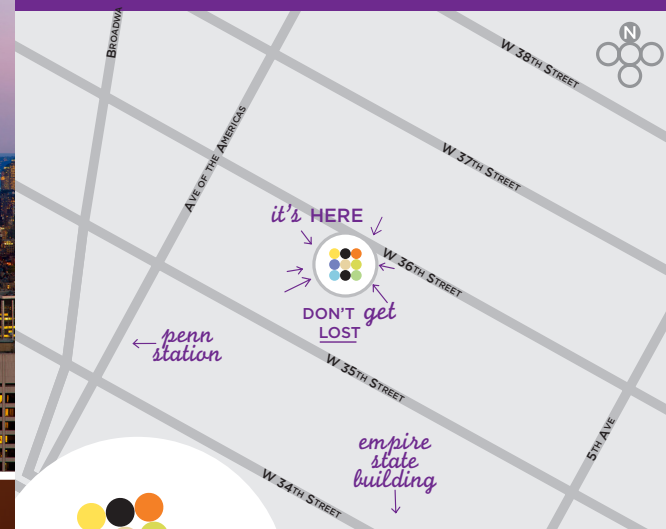 BROADWA
N
W 38TH STREET
AVE OF THE AMERICAS
W 37TH STREET
it's HERE
W 36TH STREET
DON'T get
LOST
penn
station
W 35TH STREET
5TH AVE
empire
state
building
W 34TH STREET